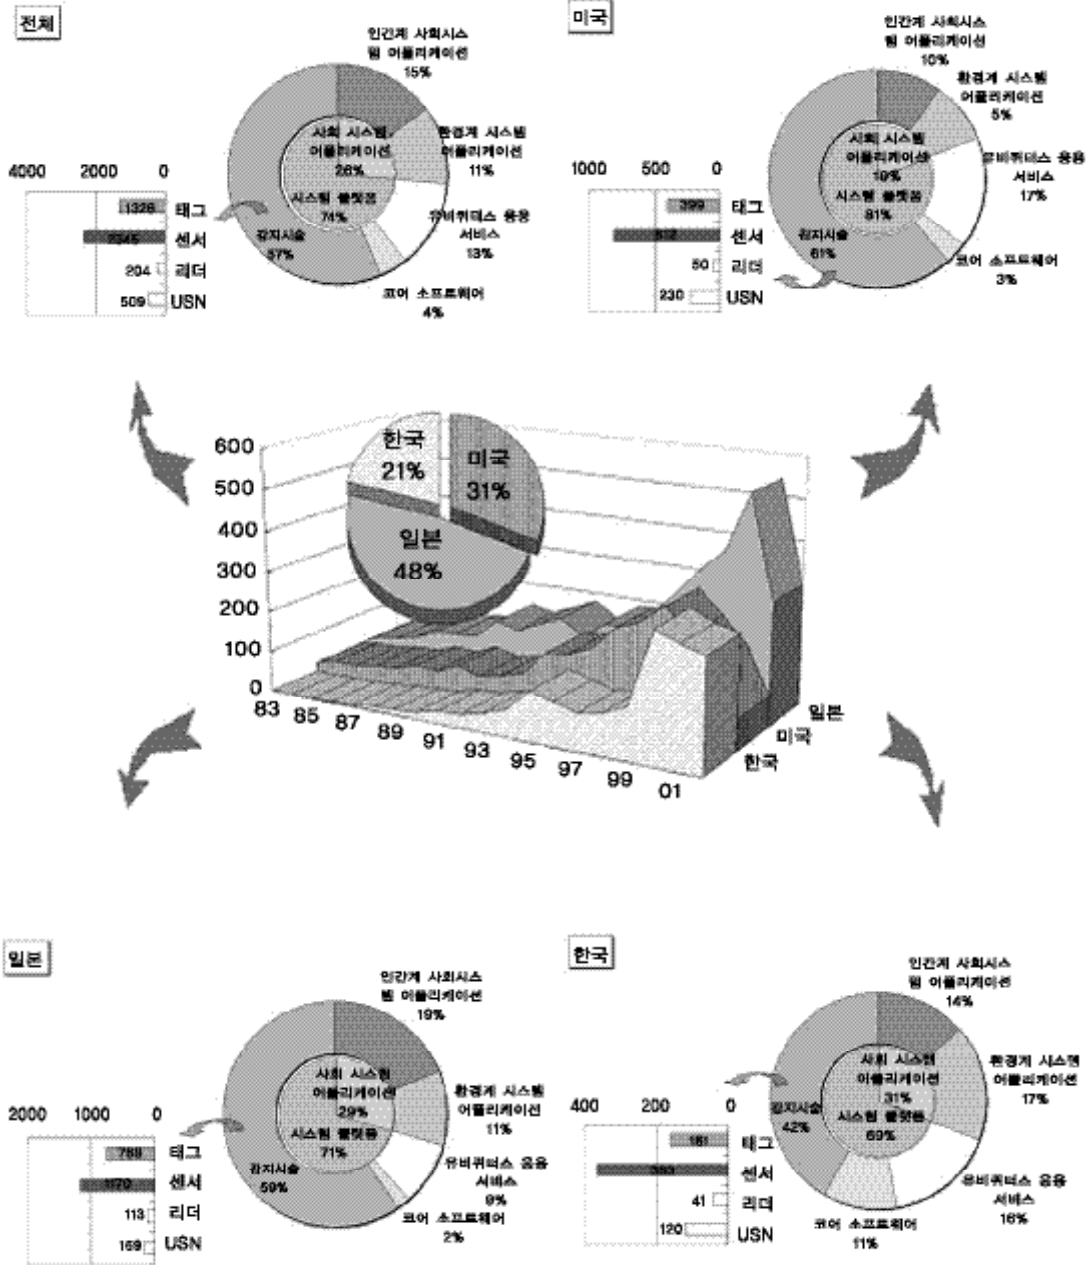 전체
인간계 사회시스
템 어플리케이션
15%
사회 시스템
어플리케이션
26%
시스템 플랫폼
74%
환경계 시스템
어플리케이션
11%
유비쿼터스 응용
서비스
13%
코어 소프트웨어
4%
감지시술
57%
4000 2000 0
1326 태그
2345 센서
204 리더
509 USN
미국
인간계 사회시스
템 어플리케이션
10%
환경계 시스템
어플리케이션
5%
사회 시스템
어플리케이션
19%
시스템 플랫폼
81%
유비쿼터스 응용
서비스
17%
코어 소프트웨어
3%
감지시술
61%
1000 500 0
399 태그
812 센서
50 리더
230 USN
한국
21%
미국
31%
일본
48%
600
500
400
300
200
100
0
83 85 87 89 91 93 95 97 99 01
일본
미국
한국
일본
인간계 사회시스
템 어플리케이션
19%
사회 시스템
어플리케이션
29%
시스템 플랫폼
71%
환경계 시스템
어플리케이션
11%
유비쿼터스 응용
서비스
9%
코어 소프트웨어
2%
감지시술
59%
2000 1000 0
769 태그
1170 센서
113 리더
169 USN
한국
인간계 사회시스
템 어플리케이션
14%
사회 시스템
어플리케이션
31%
시스템 플랫폼
69%
환경계 시스템
어플리케이션
17%
유비쿼터스 응용
서비스
16%
코어 소프트웨어
11%
감지시술
42%
400 200 0
161 태그
363 센서
41 리더
120 USN